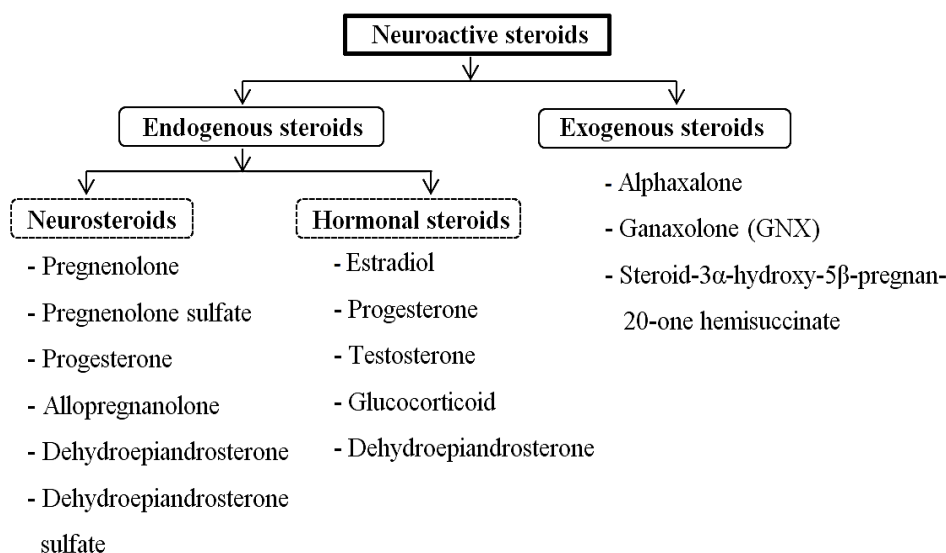 Neuroactive steroids
Endogenous steroids
Exogenous steroids
Neurosteroids
- Pregnenolone
- Pregnenolone sulfate
- Progesterone
- Allopregnanolone
- Dehydroepiandrosterone
- Dehydroepiandrosterone
sulfate
Hormonal steroids
- Estradiol
- Progesterone
- Testosterone
- Glucocorticoid
- Dehydroepiandrosterone
- Alphaxalone
- Ganaxolone (GNX)
- Steroid-3α-hydroxy-5β-pregnan-
20-one hemisuccinate